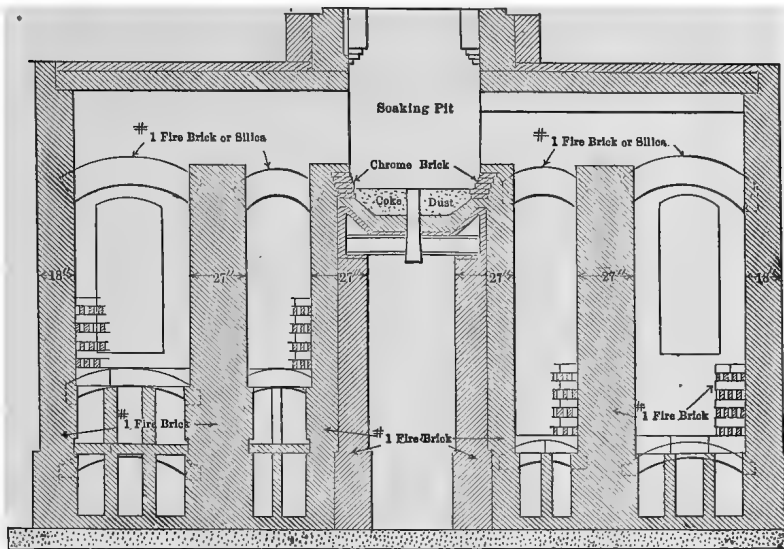 Soaking Pit
# 1 Fire Brick or Silica
# 1 Fire Brick or Silica.
Chrome Brick
Coke Dust
18"
27"
27"
27"
27"
18"
# 1 Fire Brick
# 1 Fire Brick
# 1 Fire Brick